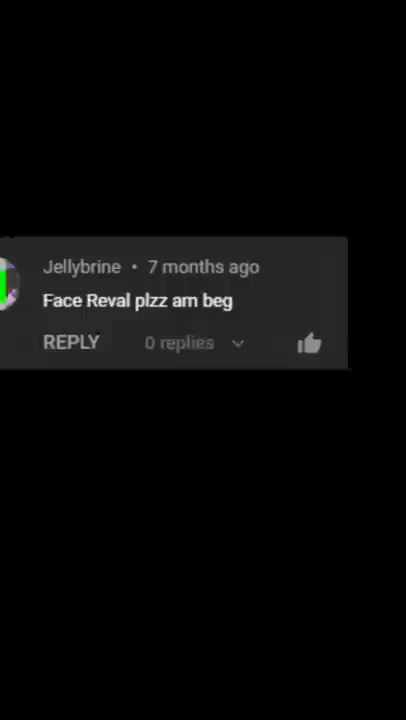 Jellybrine • 7 months ago
Face Reval plzz am beg
REPLY 0 replies